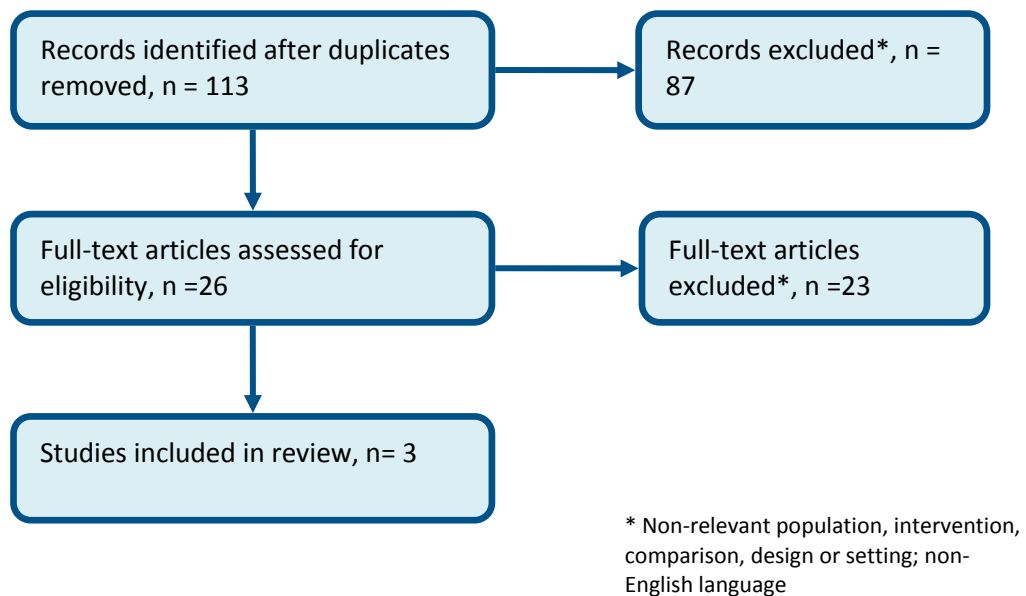 Records identified after duplicates
removed, n = 113
Records excluded*, n =
87
Full-text articles assessed for
eligibility, n =26
Full-text articles
excluded*, n =23
Studies included in review, n= 3
* Non-relevant population, intervention,
comparison, design or setting; non-
English language